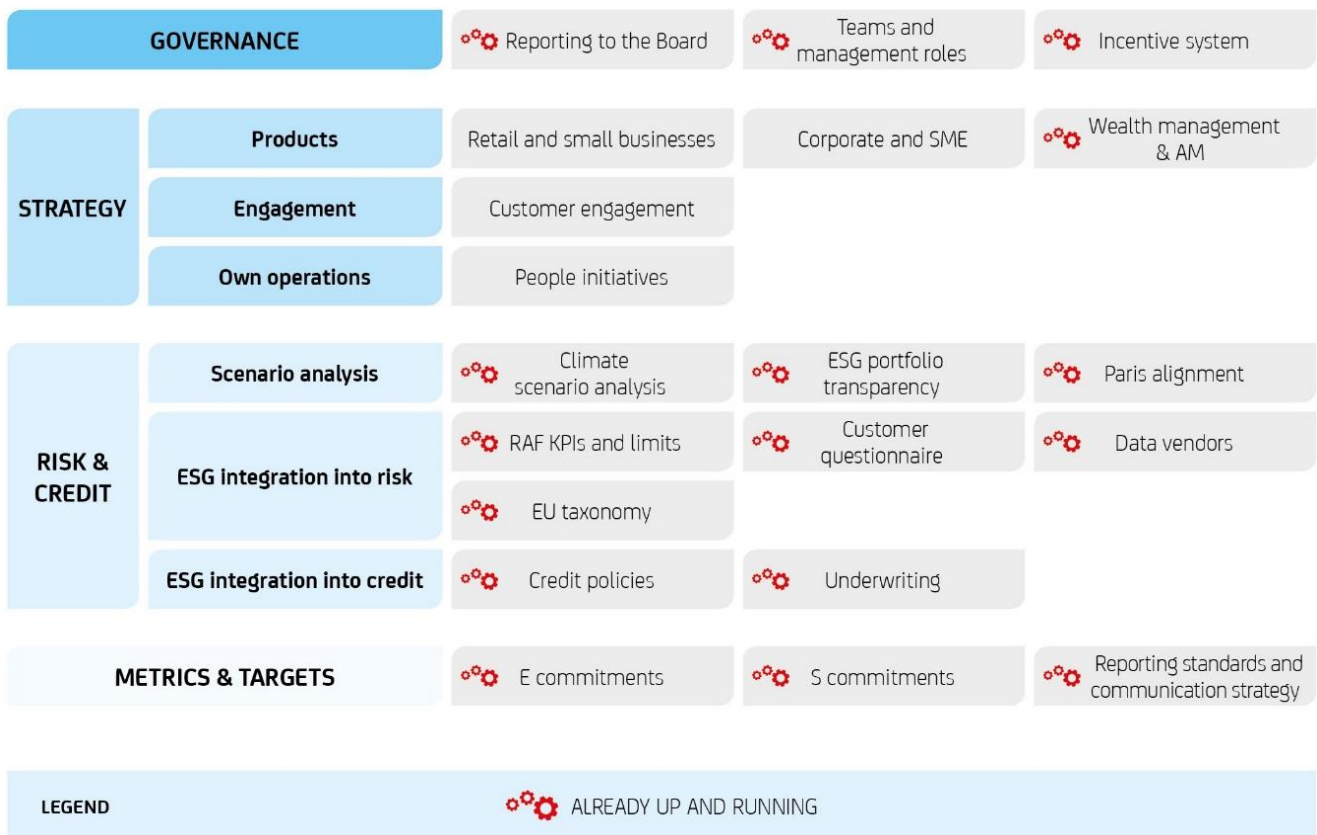 GOVERNANCE
Reporting to the Board
Teams and
management roles
Incentive system
STRATEGY
Products
Retail and small businesses
Corporate and SME
Wealth management
& AM
Engagement
Customer engagement
Own operations
People initiatives
RISK &
CREDIT
Scenario analysis
Climate
scenario analysis
ESG portfolio
transparency
Paris alignment
ESG integration into risk
RAF KPIs and limits
Customer
questionnaire
Data vendors
EU taxonomy
ESG integration into credit
Credit policies
Underwriting
METRICS & TARGETS
E commitments
S commitments
Reporting standards and
communication strategy
LEGEND
ALREADY UP AND RUNNING